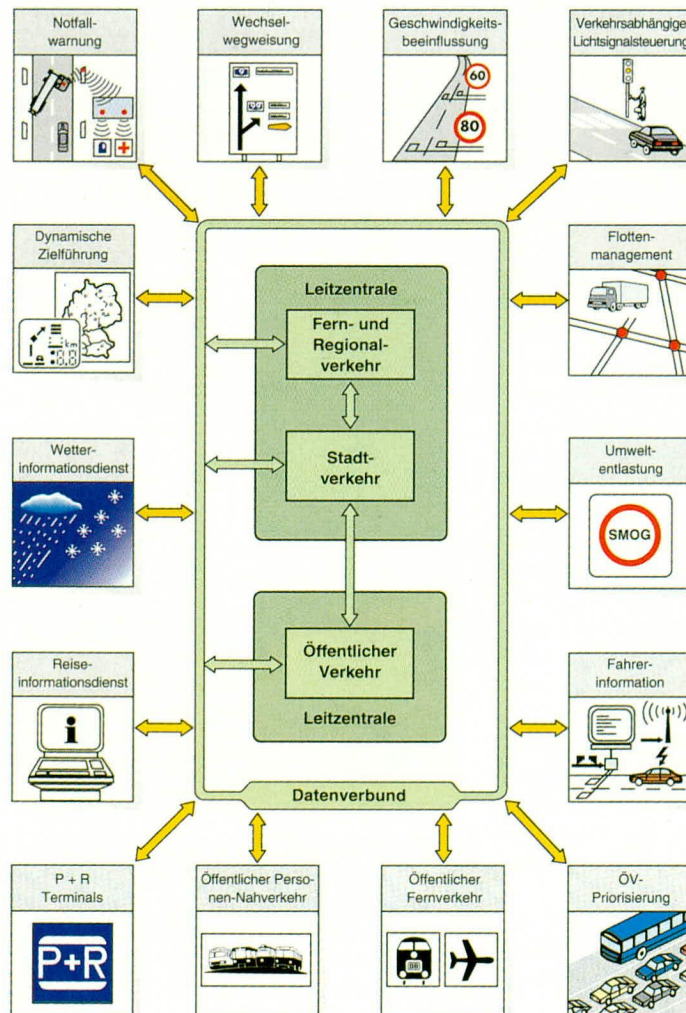 Notfall-
warnung
Wechsel-
wegweisung
Geschwindigkeits-
beeinflussung
60
80
Verkehrsabhängige
Lichtsignalsteuerung
Dynamische
Zielführung
km
Flotten-
management
Wetter-
informationsdienst
Umwelt-
entlastung
SMOG
Reise-
informationsdienst
i
Fahrer-
information
Leitzentrale
Fern- und
Regional-
verkehr
Stadt-
verkehr
Öffentlicher
Verkehr
Leitzentrale
Datenverbund
P + R
Terminals
P+R
Öffentlicher Perso-
nen-Nahverkehr
Öffentlicher
Fernverkehr
DB
ÖV-
Priorisierung